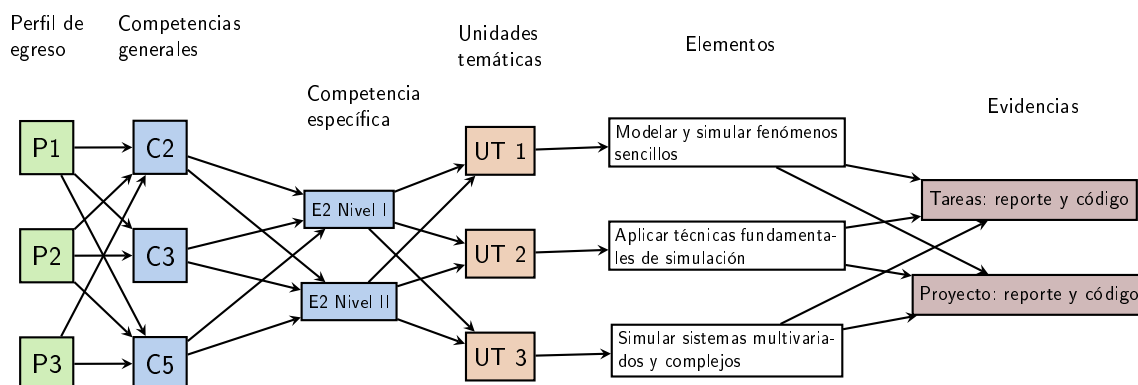 Perfil de
egreso
Competencias
generales
Competencia
específica
Unidades
temáticas
Elementos
Evidencias
P1
P2
P3
C2
C3
C5
E2 Nivel I
E2 Nivel II
UT 1
UT 2
UT 3
Modelar y simular fenómenos
sencillos
Aplicar técnicas fundamenta-
les de simulación
Simular sistemas multivaria-
dos y complejos
Tareas: reporte y código
Proyecto: reporte y código